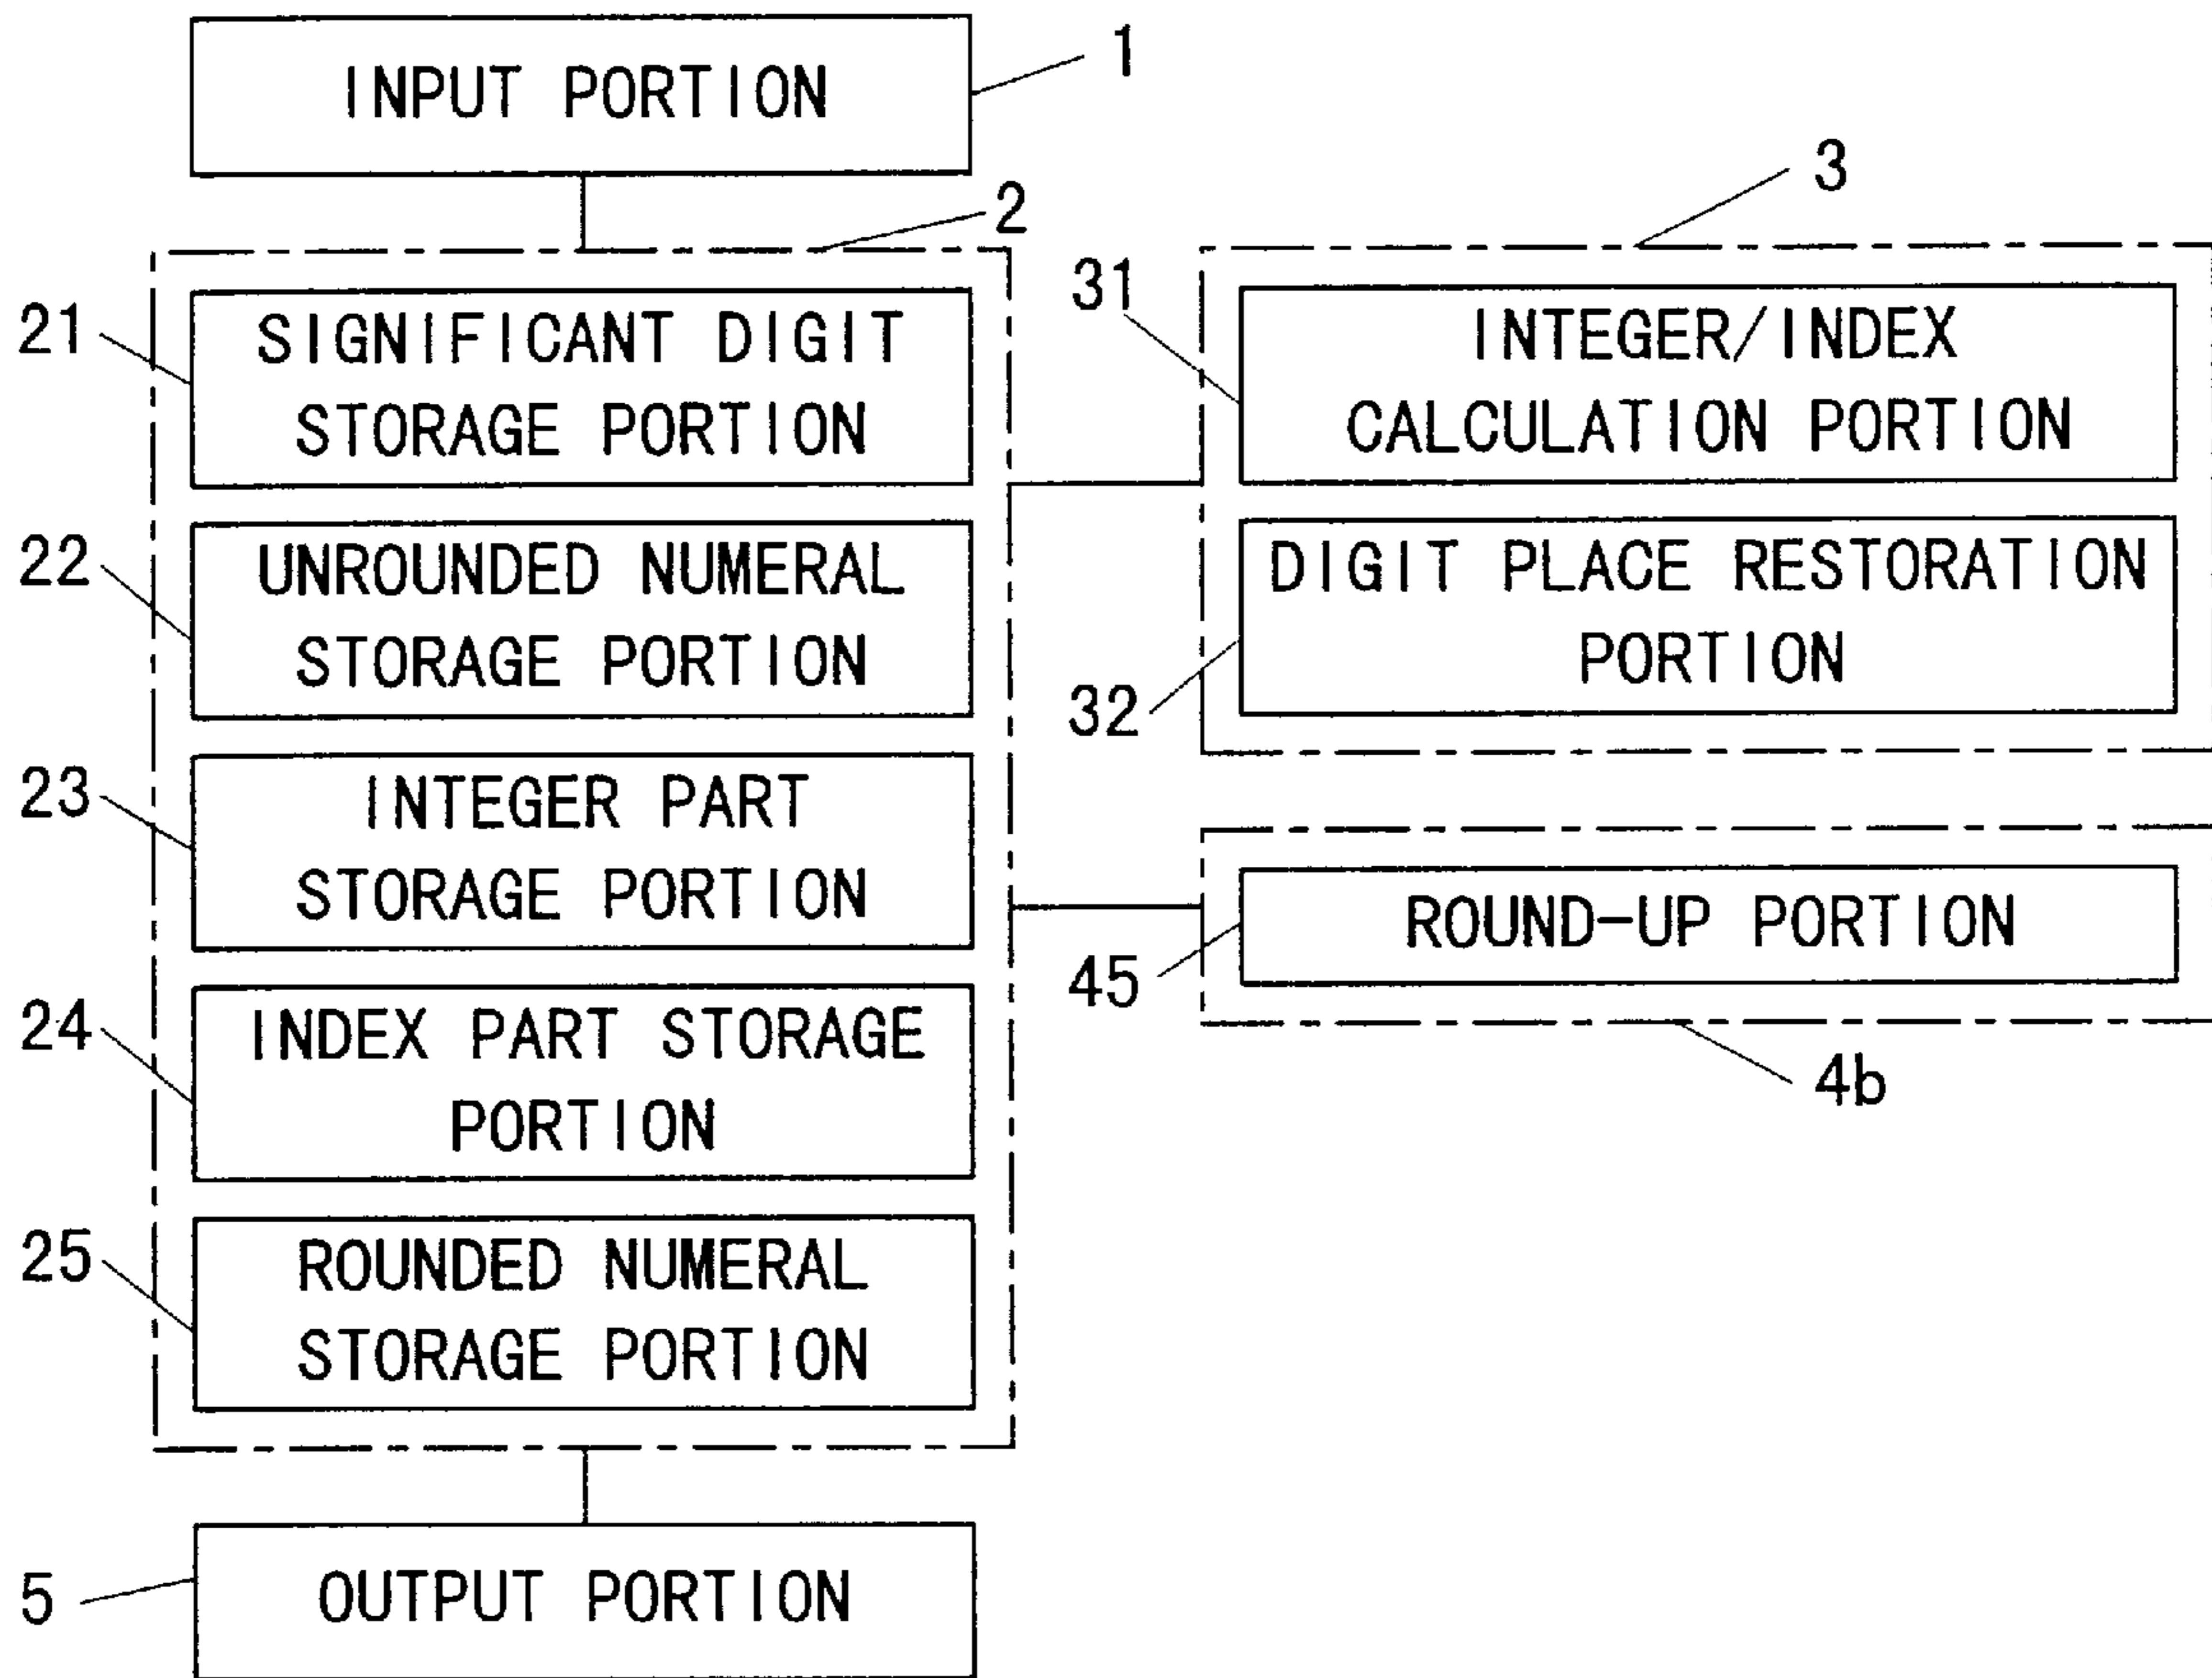 INPUT PORTION
1
2
21
SIGNIFICANT DIGIT
STORAGE PORTION
22
UNROUNDED NUMERAL
STORAGE PORTION
23
INTEGER PART
STORAGE PORTION
24
INDEX PART STORAGE
PORTION
25
ROUNDED NUMERAL
STORAGE PORTION
5
OUTPUT PORTION
3
31
INTEGER/INDEX
CALCULATION PORTION
32
DIGIT PLACE RESTORATION
PORTION
45
ROUND-UP PORTION
4b